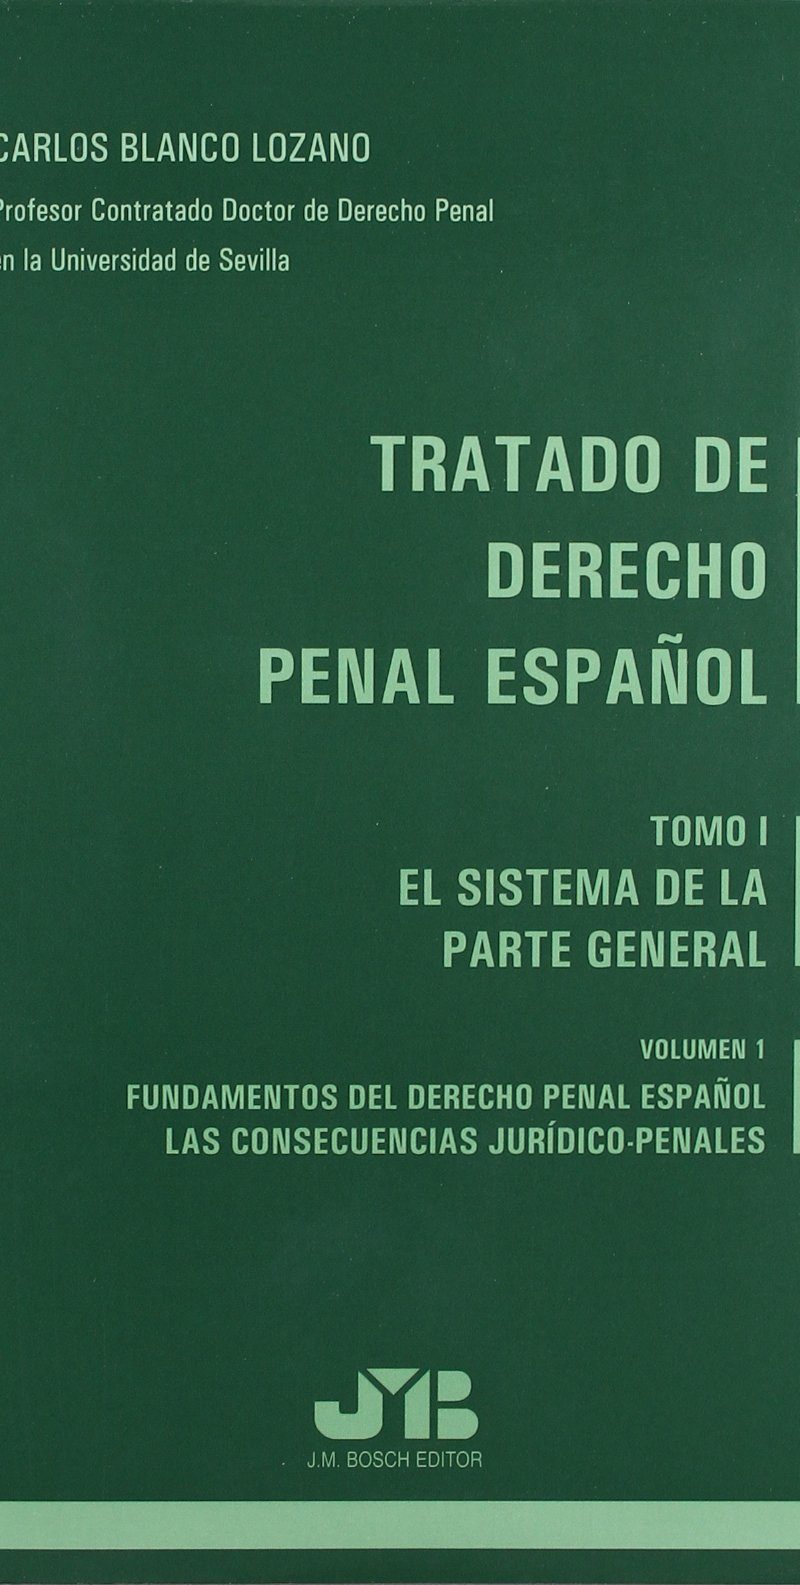 CARLOS BLANCO LOZANO
Profesor Contratado Doctor de Derecho Penal
en la Universidad de Sevilla
TRATADO DE
DERECHO
PENAL ESPAÑOL
TOMO I
EL SISTEMA DE LA
PARTE GENERAL
VOLUMEN 1
FUNDAMENTOS DEL DERECHO PENAL ESPAÑOL
LAS CONSECUENCIAS JURÍDICO-PENALES
JMB
J.M. BOSCH EDITOR